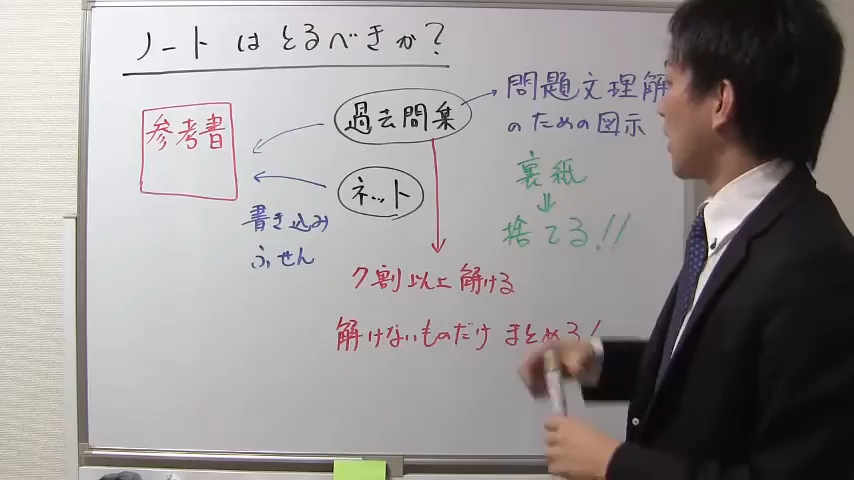 ノートはとるべきか?
参考書
過去問集
問題文理解
のための図示
裏紙
⇓
捨てる!!
ネット
書き込み
ふせん
7割以上解ける
解けないものだけ まとめる!